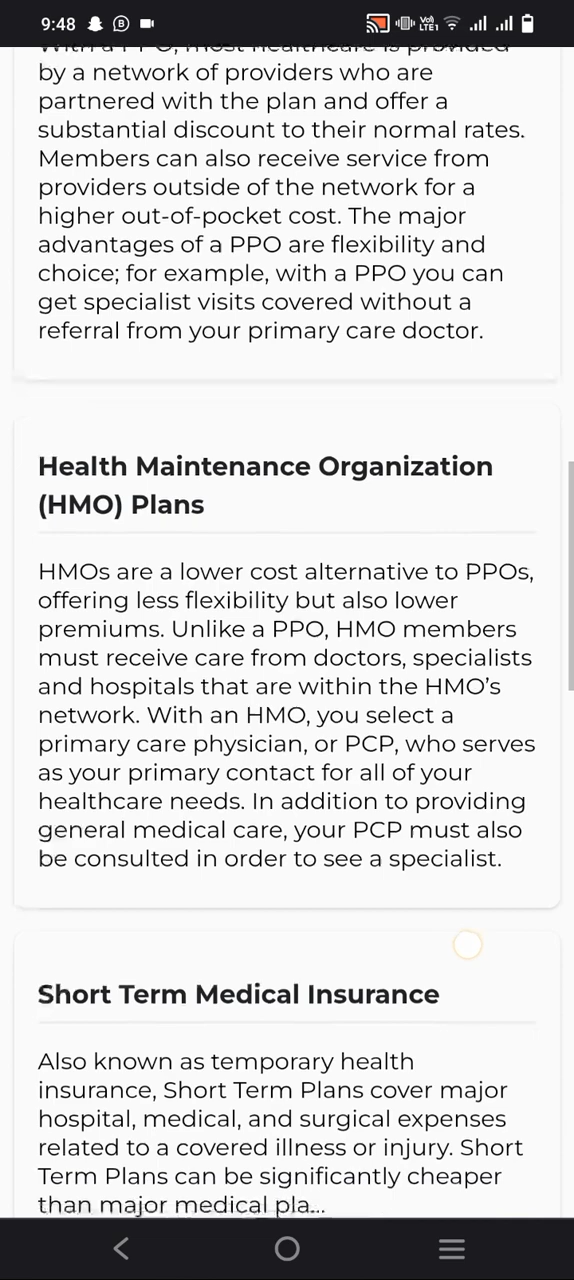 9:48
VoD
LTE1
With a PPO, most healthcare is provided
by a network of providers who are
partnered with the plan and offer a
substantial discount to their normal rates.
Members can also receive service from
providers outside of the network for a
higher out-of-pocket cost. The major
advantages of a PPO are flexibility and
choice; for example, with a PPO you can
get specialist visits covered without a
referral from your primary care doctor.
Health Maintenance Organization
(HMO) Plans
HMOs are a lower cost alternative to PPOs,
offering less flexibility but also lower
premiums. Unlike a PPO, HMO members
must receive care from doctors, specialists
and hospitals that are within the HMO’s
network. With an HMO, you select a
primary care physician, or PCP, who serves
as your primary contact for all of your
healthcare needs. In addition to providing
general medical care, your PCP must also
be consulted in order to see a specialist.
Short Term Medical Insurance
Also known as temporary health
insurance, Short Term Plans cover major
hospital, medical, and surgical expenses
related to a covered illness or injury. Short
Term Plans can be significantly cheaper
than major medical pla...